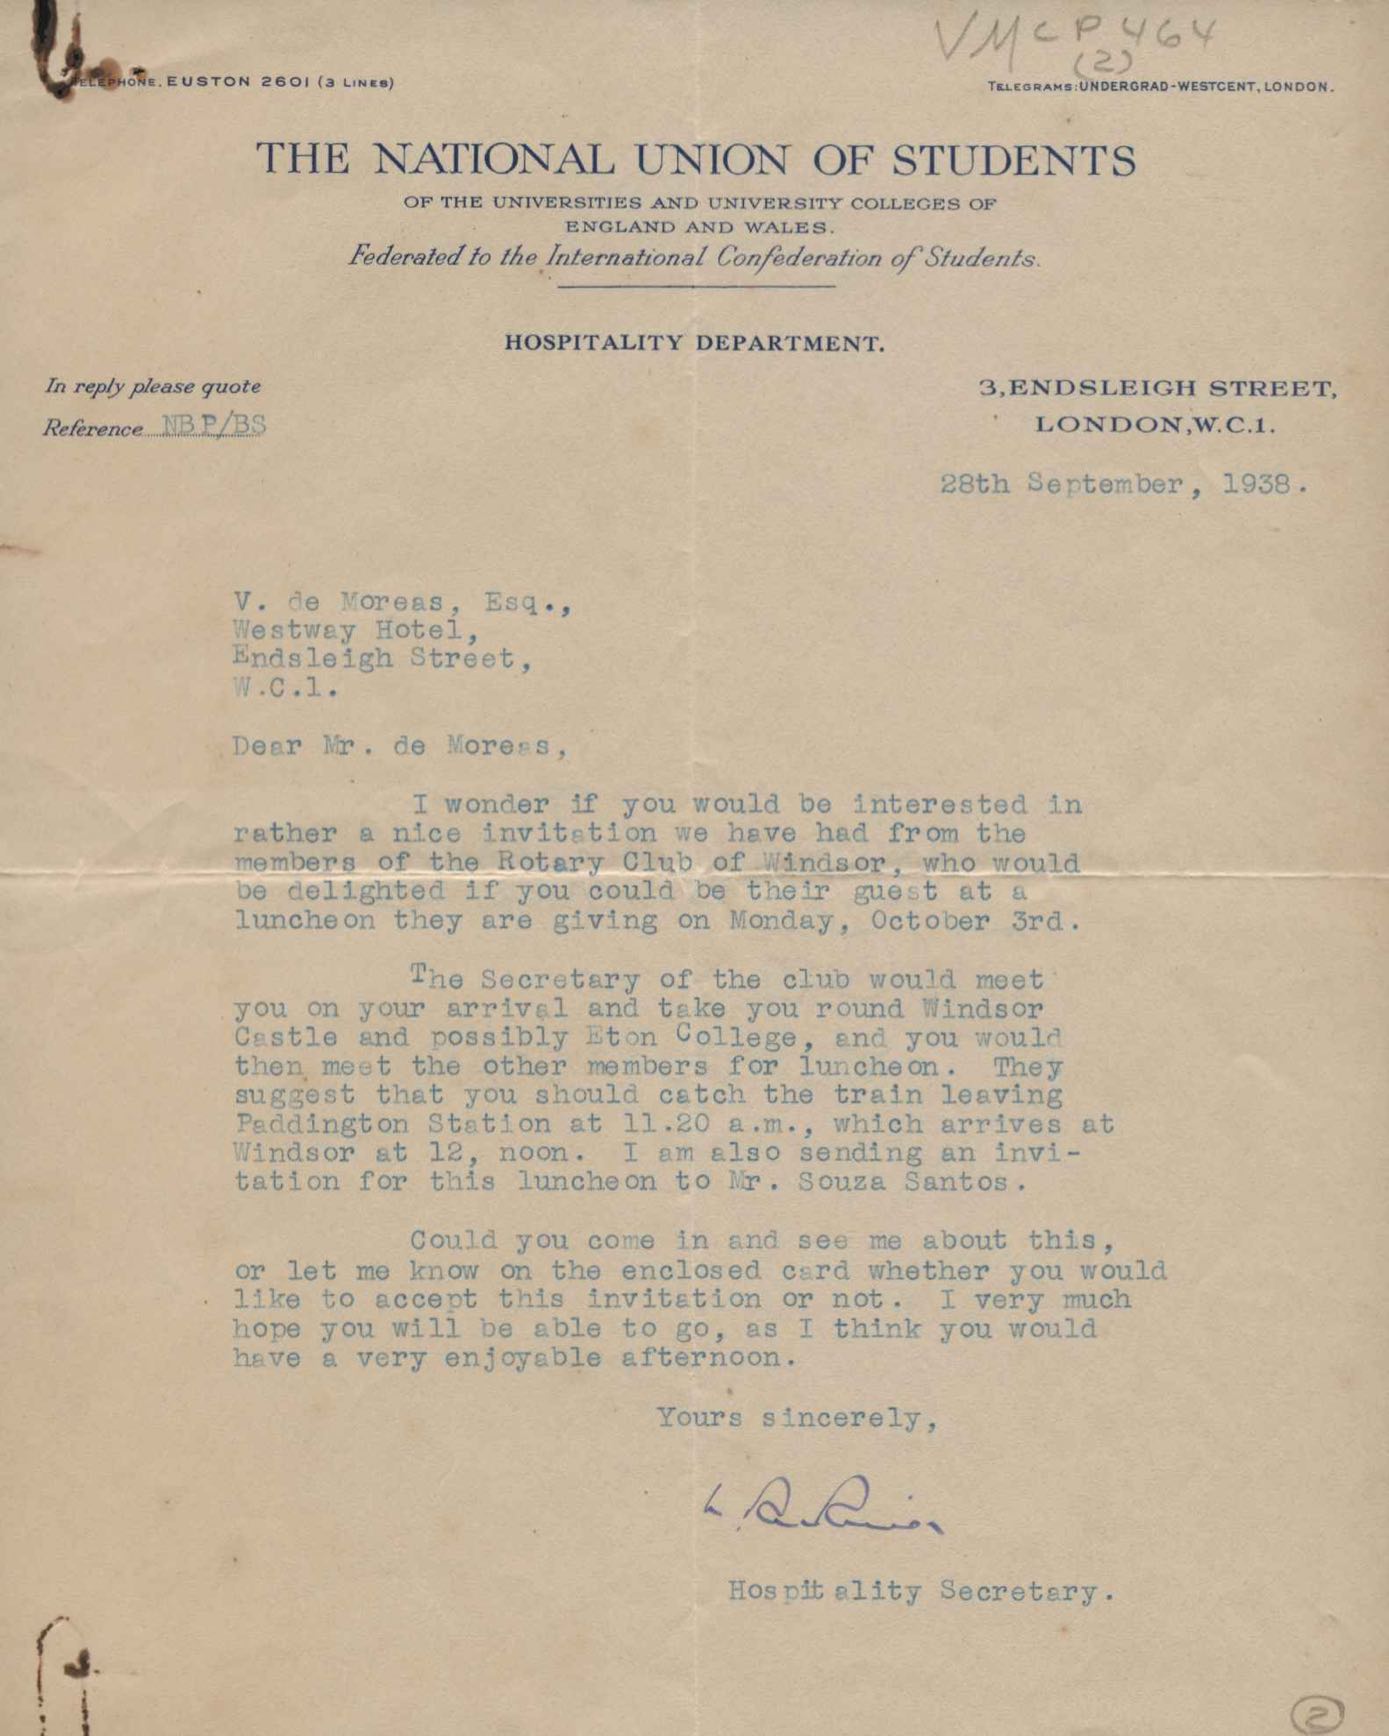 VMCP 464
(2)
TELEPHONE. EUSTON 2601 (3 LINES)
TELEGRAMS: UNDERGRAD-WESTCENT, LONDON.
THE NATIONAL UNION OF STUDENTS
OF THE UNIVERSITIES AND UNIVERSITY COLLEGES OF
ENGLAND AND WALES.
Federated to the International Confederation of Students.
HOSPITALITY DEPARTMENT.
In reply please quote
Reference NBP/BS
3, ENDSLEIGH STREET,
LONDON, W.C.1.
28th September, 1938.
V. de Moreas, Esq.,
Westway Hotel,
Endsleigh Street,
W.C.1.
Dear Mr. de Moreas,
I wonder if you would be interested in
rather a nice invitation we have had from the
members of the Rotary Club of Windsor, who would
be delighted if you could be their guest at a
luncheon they are giving on Monday, October 3rd.
The Secretary of the club would meet
you on your arrival and take you round Windsor
Castle and possibly Eton College, and you would
then meet the other members for luncheon. They
suggest that you should catch the train leaving
Paddington Station at 11.20 a.m., which arrives at
Windsor at 12, noon. I am also sending an invi-
tation for this luncheon to Mr. Souza Santos.
Could you come in and see me about this,
or let me know on the enclosed card whether you would
like to accept this invitation or not. I very much
hope you will be able to go, as I think you would
have a very enjoyable afternoon.
Yours sincerely,
Hospitality Secretary.
2